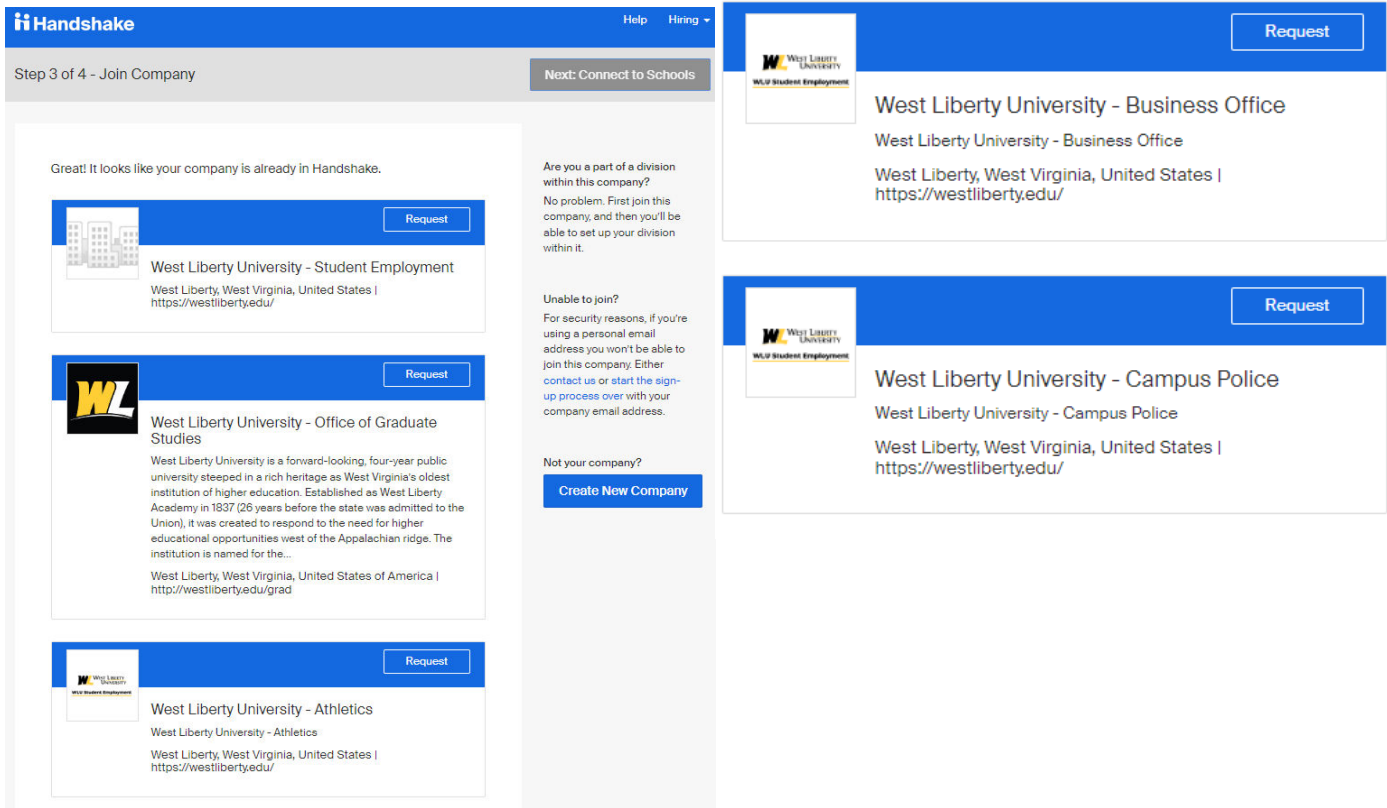 Handshake
Help Hiring
Step 3 of 4 - Join Company
Next: Connect to Schools
Great! It looks like your company is already in Handshake.
Request
West Liberty University - Student Employment
West Liberty, West Virginia, United States |
https://westliberty.edu/
WL
Request
West Liberty University - Office of Graduate
Studies
West Liberty University is a forward-looking, four-year public
university steeped in a rich heritage as West Virginia's oldest
institution of higher education. Established as West Liberty
Academy in 1837 (26 years before the state was admitted to the
Union), it was created to respond to the need for higher
educational opportunities west of the Appalachian ridge. The
institution is named for the...
West Liberty, West Virginia, United States of America |
http://westliberty.edu/grad
Request
WL West Liberty
University
WLU Student Employment
West Liberty University - Athletics
West Liberty University - Athletics
West Liberty, West Virginia, United States |
https://westliberty.edu/
Are you a part of a division
within this company?
No problem. First join this
company, and then you'll be
able to set up your division
within it.
Unable to join?
For security reasons, if you're
using a personal email
address you won't be able to
join this company. Either
contact us or start the sign-
up process over with your
company email address.
Not your company?
Create New Company
Request
WL West Liberty
University
WLU Student Employment
West Liberty University - Business Office
West Liberty University - Business Office
West Liberty, West Virginia, United States |
https://westliberty.edu/
Request
WL West Liberty
University
WLU Student Employment
West Liberty University - Campus Police
West Liberty University - Campus Police
West Liberty, West Virginia, United States |
https://westliberty.edu/